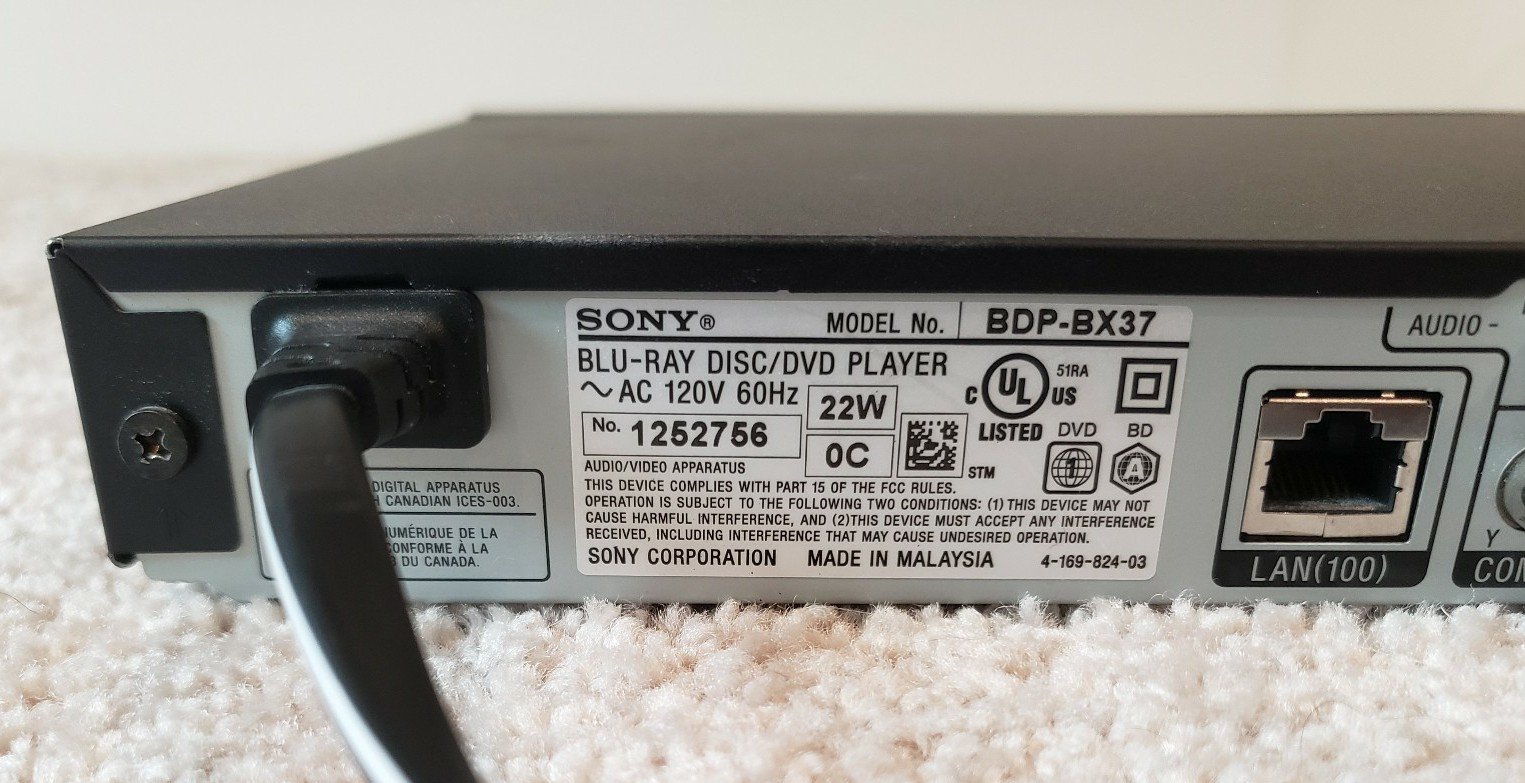 SONY® MODEL No. BDP-BX37
BLU-RAY DISC/DVD PLAYER
～ AC 120V 60Hz 22W
No. 1252756 0C
C UL US 51RA
LISTED DVD BD
1 A
STM
AUDIO/VIDEO APPARATUS
THIS DEVICE COMPLIES WITH PART 15 OF THE FCC RULES.
OPERATION IS SUBJECT TO THE FOLLOWING TWO CONDITIONS: (1) THIS DEVICE MAY NOT
CAUSE HARMFUL INTERFERENCE, AND (2)THIS DEVICE MUST ACCEPT ANY INTERFERENCE
RECEIVED, INCLUDING INTERFERENCE THAT MAY CAUSE UNDESIRED OPERATION.
SONY CORPORATION MADE IN MALAYSIA 4-169-824-03
DIGITAL APPARATUS
CANADIAN ICES-003.
DE LA
À LA
DU CANADA.
LAN(100)
AUDIO -
Y